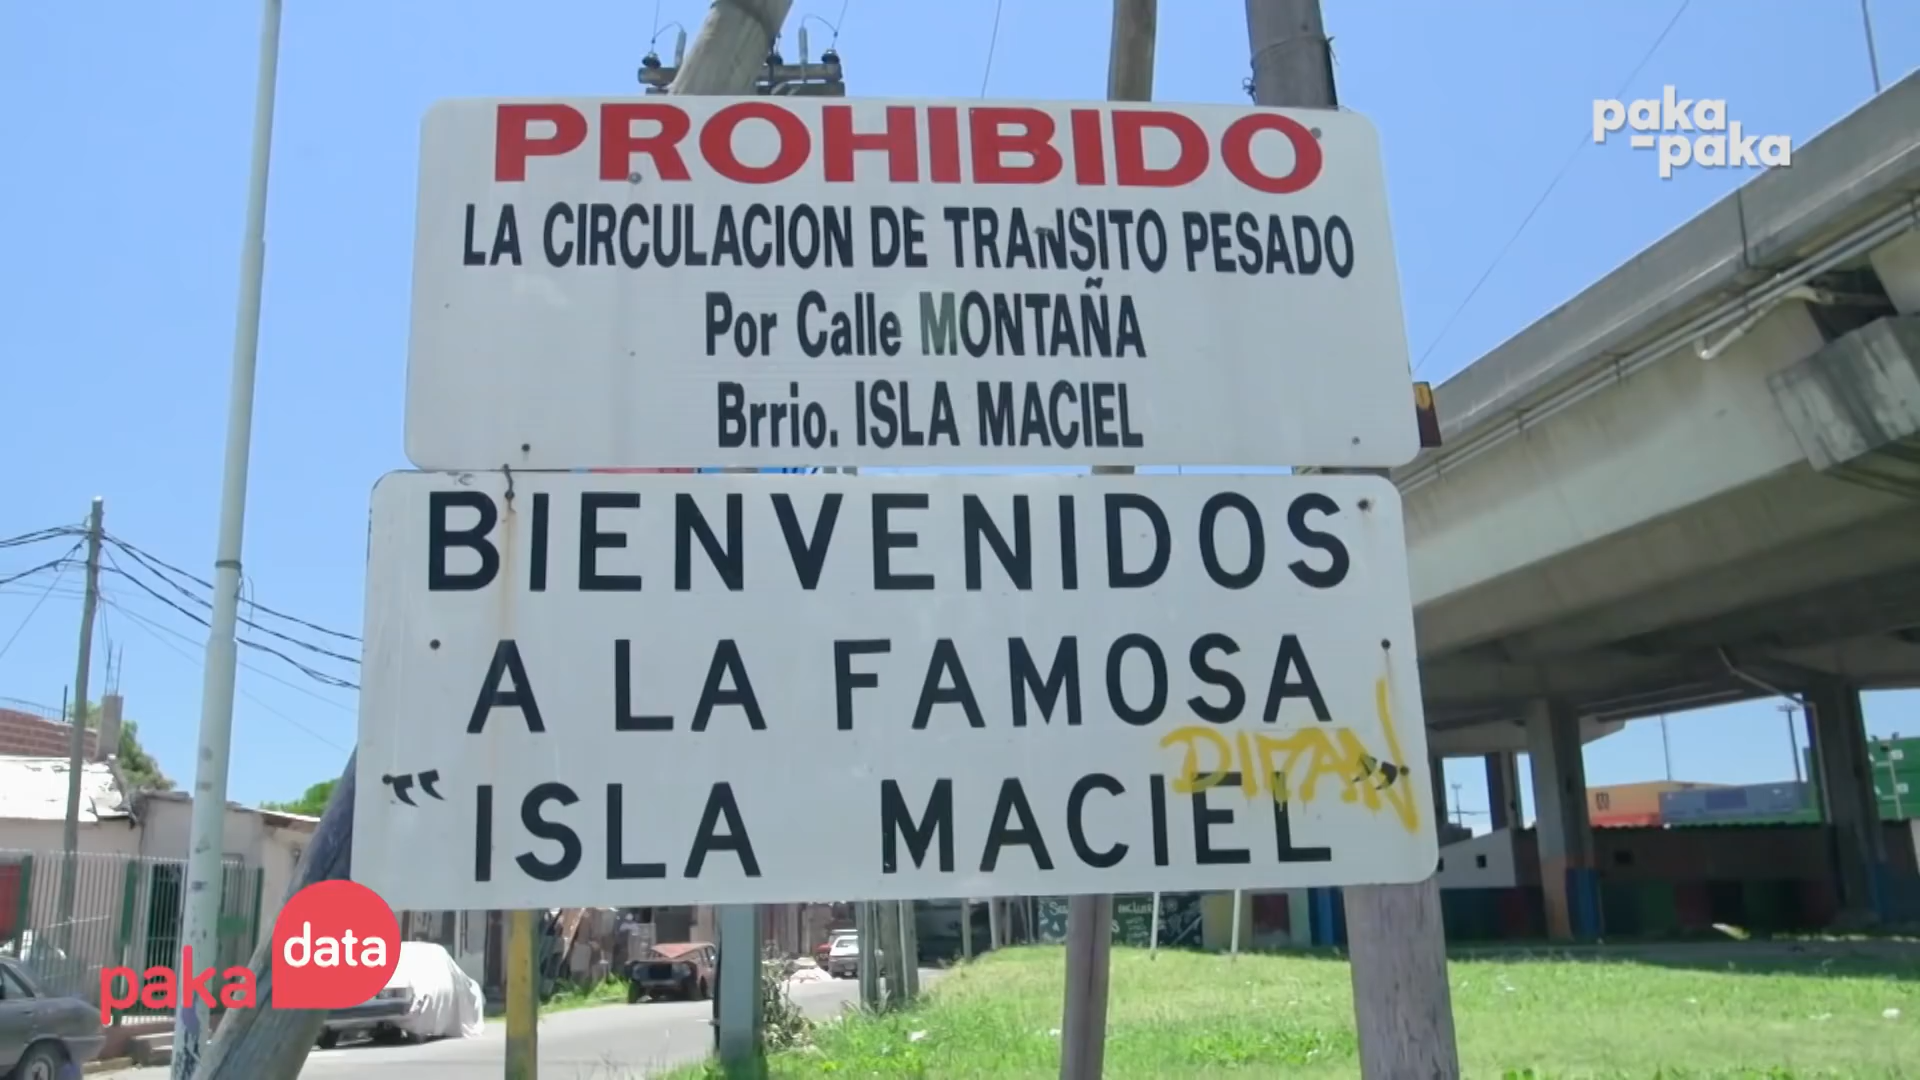 PROHIBIDO
LA CIRCULACION DE TRANSITO PESADO
Por Calle MONTAÑA
Brrio. ISLA MACIEL
BIENVENIDOS
A LA FAMOSA
"ISLA MACIEL"
paka
-paka
paka data